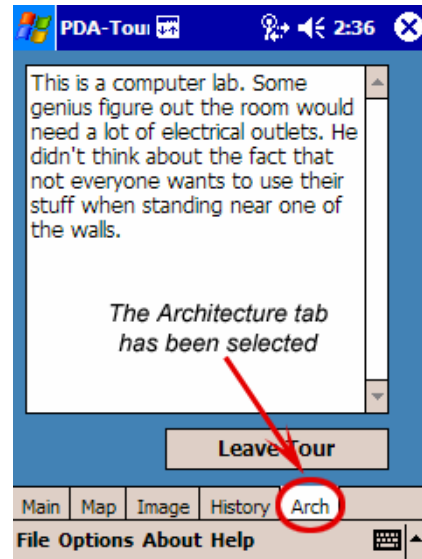 PDA-Tour 2:36
This is a computer lab. Some
genius figure out the room would
need a lot of electrical outlets. He
didn't think about the fact that
not everyone wants to use their
stuff when standing near one of
the walls.
The Architecture tab
has been selected
Leave Tour
Main Map Image History Arch
File Options About Help